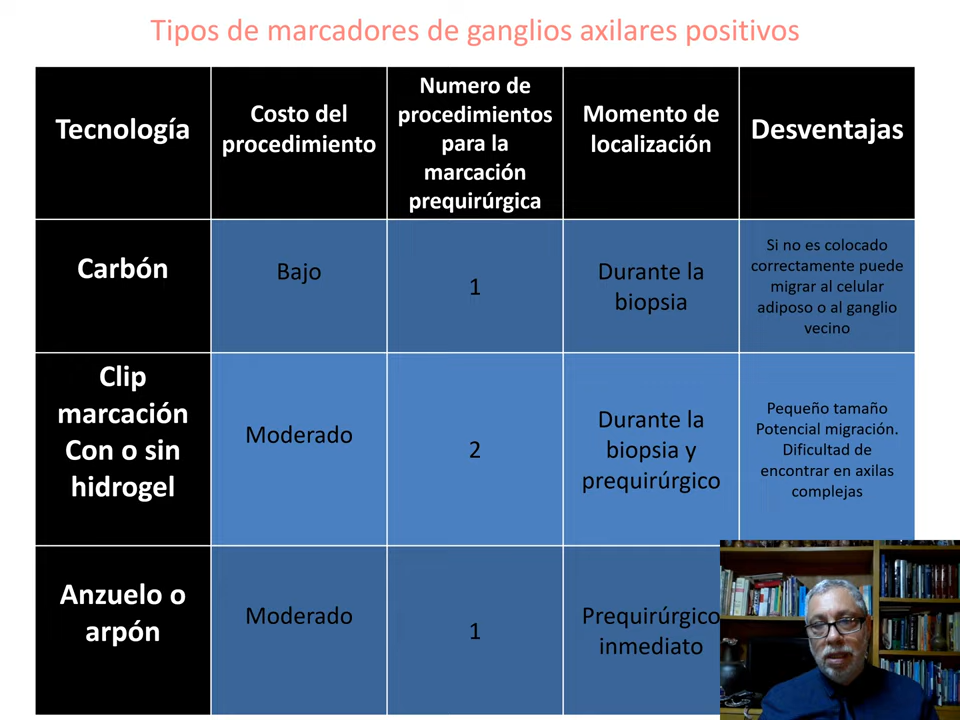 Tipos de marcadores de ganglios axilares positivos
Tecnología
Costo del
procedimiento
Numero de
procedimientos
para la
marcación
prequirúrgica
Momento de
localización
Desventajas
Carbón
Bajo
1
Durante la
biopsia
Si no es colocado
correctamente puede
migrar al celular
adiposo o al ganglio
vecino
Clip
marcación
Con o sin
hidrogel
Moderado
2
Durante la
biopsia y
prequirúrgico
Pequeño tamaño
Potencial migración.
Dificultad de
encontrar en axilas
complejas
Anzuelo o
arpón
Moderado
1
Prequirúrgico
inmediato